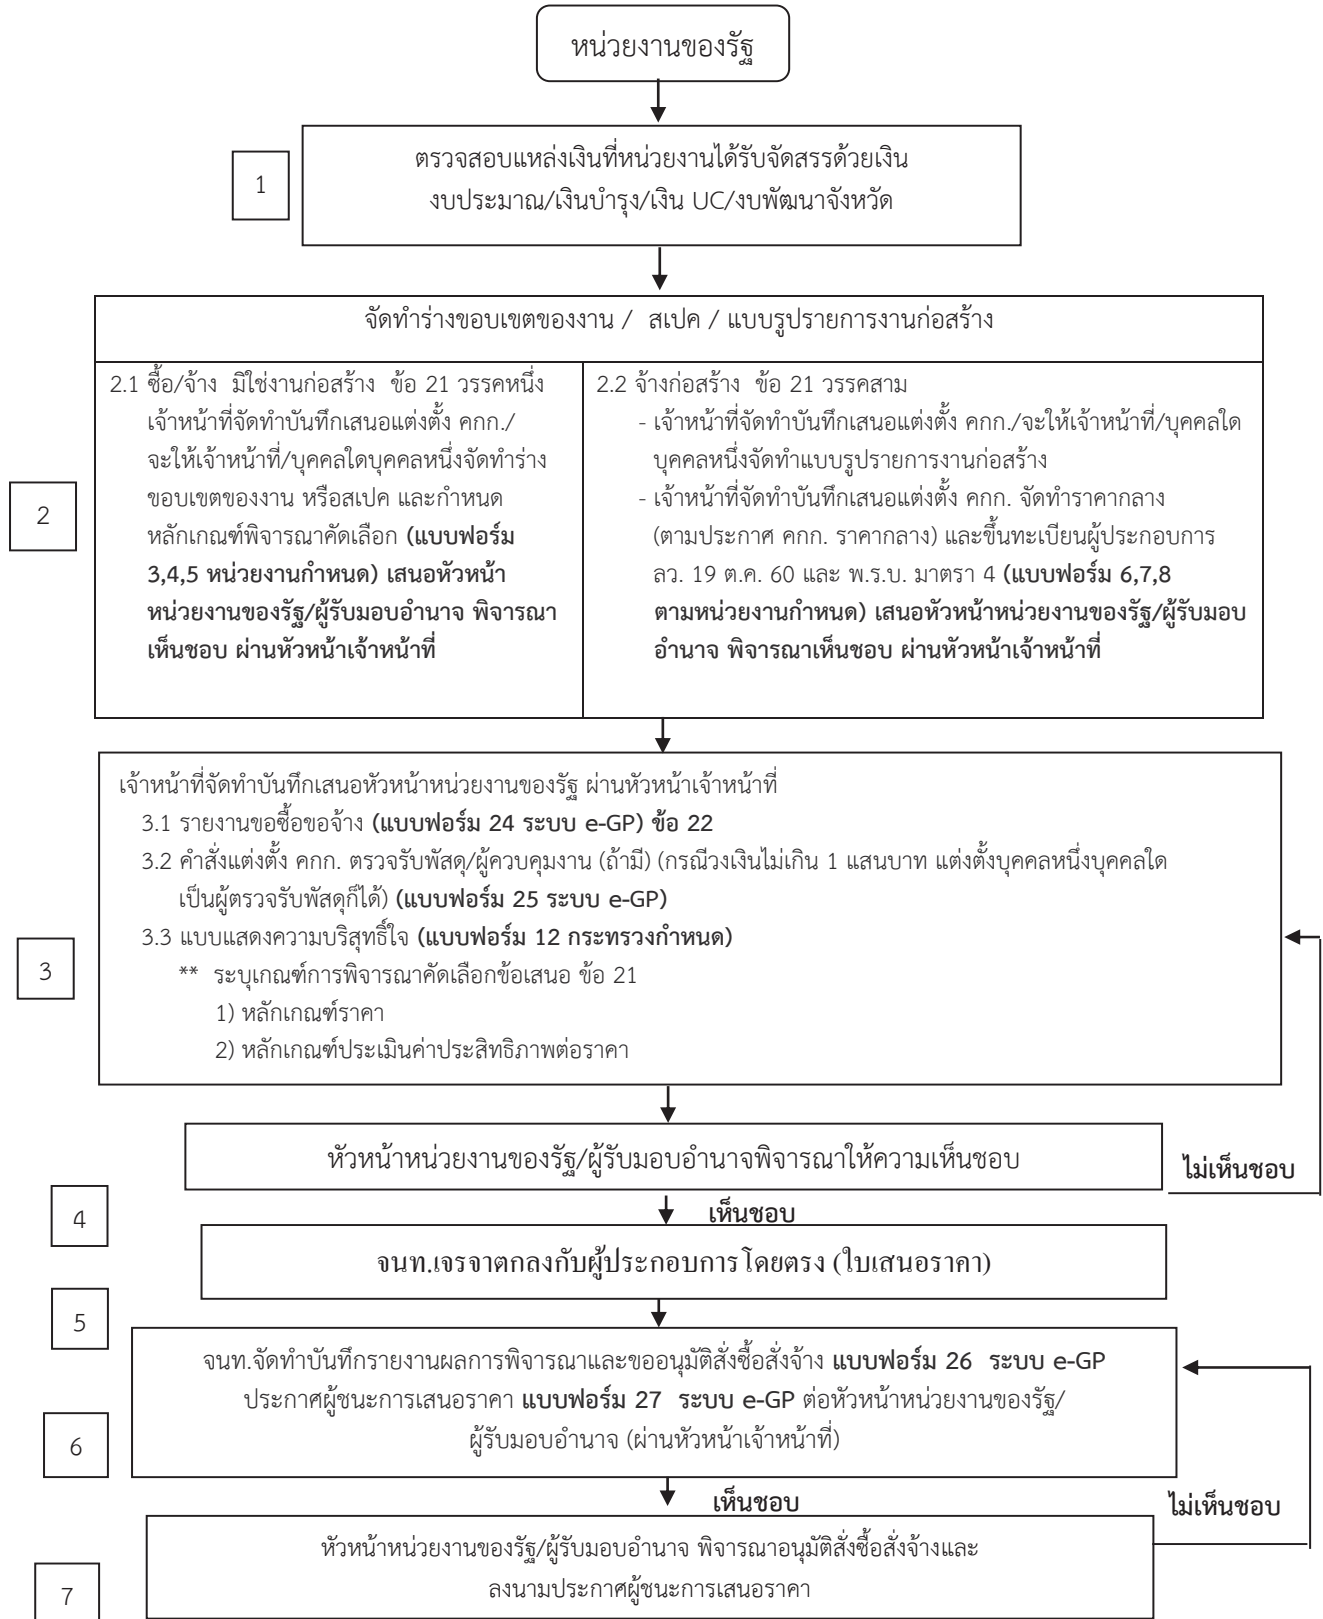 หน่วยงานของรัฐ
1
ตรวจสอบแหล่งเงินที่หน่วยงานได้รับจัดสรรด้วยเงิน
งบประมาณ/เงินบำรุง/เงิน UC/งบพัฒนาจังหวัด
จัดทำร่างขอบเขตของงาน / สเปค / แบบรูปรายการงานก่อสร้าง
2
2.1 ซื้อ/จ้าง มิใช่งานก่อสร้าง ข้อ 21 วรรคหนึ่ง
เจ้าหน้าที่จัดทำบันทึกเสนอแต่งตั้ง คกก./
จะให้เจ้าหน้าที่/บุคคลใดบุคคลหนึ่งจัดทำร่าง
ขอบเขตของงาน หรือสเปค และกำหนด
หลักเกณฑ์พิจารณาคัดเลือก (แบบฟอร์ม
3,4,5 หน่วยงานกำหนด) เสนอหัวหน้า
หน่วยงานของรัฐ/ผู้รับมอบอำนาจ พิจารณา
เห็นชอบ ผ่านหัวหน้าเจ้าหน้าที่
2.2 จ้างก่อสร้าง ข้อ 21 วรรคสาม
- เจ้าหน้าที่จัดทำบันทึกเสนอแต่งตั้ง คกก./จะให้เจ้าหน้าที่/บุคคลใด
บุคคลหนึ่งจัดทำแบบรูปรายการงานก่อสร้าง
- เจ้าหน้าที่จัดทำบันทึกเสนอแต่งตั้ง คกก. จัดทำราคากลาง
(ตามประกาศ คกก. ราคากลาง) และขึ้นทะเบียนผู้ประกอบการ
ลว. 19 ต.ค. 60 และ พ.ร.บ. มาตรา 4 (แบบฟอร์ม 6,7,8
ตามหน่วยงานกำหนด) เสนอหัวหน้าหน่วยงานของรัฐ/ผู้รับมอบ
อำนาจ พิจารณาเห็นชอบ ผ่านหัวหน้าเจ้าหน้าที่
3
เจ้าหน้าที่จัดทำบันทึกเสนอหัวหน้าหน่วยงานของรัฐ ผ่านหัวหน้าเจ้าหน้าที่
3.1 รายงานขอซื้อขอจ้าง (แบบฟอร์ม 24 ระบบ e-GP) ข้อ 22
3.2 คำสั่งแต่งตั้ง คกก. ตรวจรับพัสดุ/ผู้ควบคุมงาน (ถ้ามี) (กรณีวงเงินไม่เกิน 1 แสนบาท แต่งตั้งบุคคลหนึ่งบุคคลใด
เป็นผู้ตรวจรับพัสดุก็ได้) (แบบฟอร์ม 25 ระบบ e-GP)
3.3 แบบแสดงความบริสุทธิ์ใจ (แบบฟอร์ม 12 กระทรวงกำหนด)
** ระบุเกณฑ์การพิจารณาคัดเลือกข้อเสนอ ข้อ 21
1) หลักเกณฑ์ราคา
2) หลักเกณฑ์ประเมินค่าประสิทธิภาพต่อราคา
หัวหน้าหน่วยงานของรัฐ/ผู้รับมอบอำนาจพิจารณาให้ความเห็นชอบ
ไม่เห็นชอบ
4
เห็นชอบ
จนท.เจรจาตกลงกับผู้ประกอบการโดยตรง (ใบเสนอราคา)
5
จนท.จัดทำบันทึกรายงานผลการพิจารณาและขออนุมัติสั่งซื้อสั่งจ้าง แบบฟอร์ม 26 ระบบ e-GP
ประกาศผู้ชนะการเสนอราคา แบบฟอร์ม 27 ระบบ e-GP ต่อหัวหน้าหน่วยงานของรัฐ/
ผู้รับมอบอำนาจ (ผ่านหัวหน้าเจ้าหน้าที่)
6
เห็นชอบ
ไม่เห็นชอบ
หัวหน้าหน่วยงานของรัฐ/ผู้รับมอบอำนาจ พิจารณาอนุมัติสั่งซื้อสั่งจ้างและ
ลงนามประกาศผู้ชนะการเสนอราคา
7